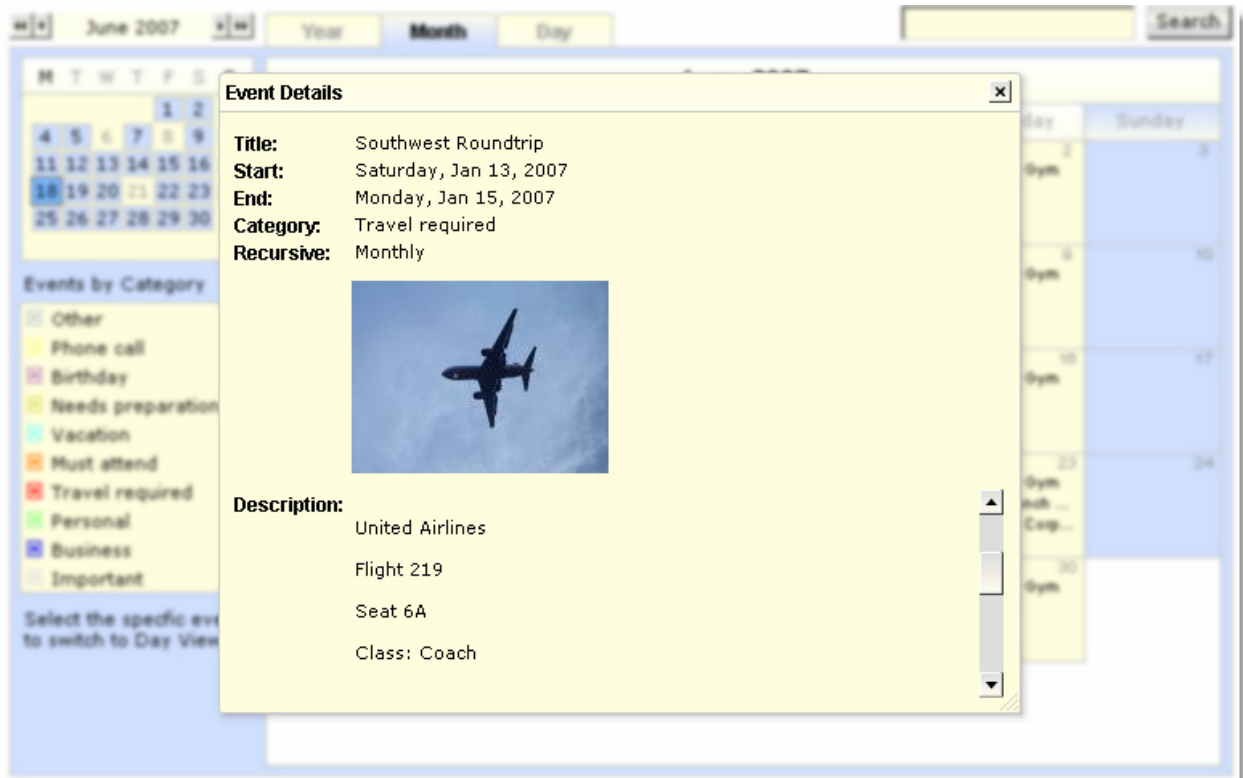 June 2007
Year Month Day
Search
M T W T F S
1 2
4 5 6 7 8 9
11 12 13 14 15 16
18 19 20 21 22 23
25 26 27 28 29 30
Events by Category
Other
Phone call
Birthday
Needs preparation
Vacation
Must attend
Travel required
Personal
Business
Important
Select the specfic eve
to switch to Day View
Event Details
Title: Southwest Roundtrip
Start: Saturday, Jan 13, 2007
End: Monday, Jan 15, 2007
Category: Travel required
Recursive: Monthly
Description:
United Airlines
Flight 219
Seat 6A
Class: Coach
day Sunday
2 3
Gym
9 10
Gym
16 17
Gym
23 24
Gym
nch ...
Corp...
30
Gym